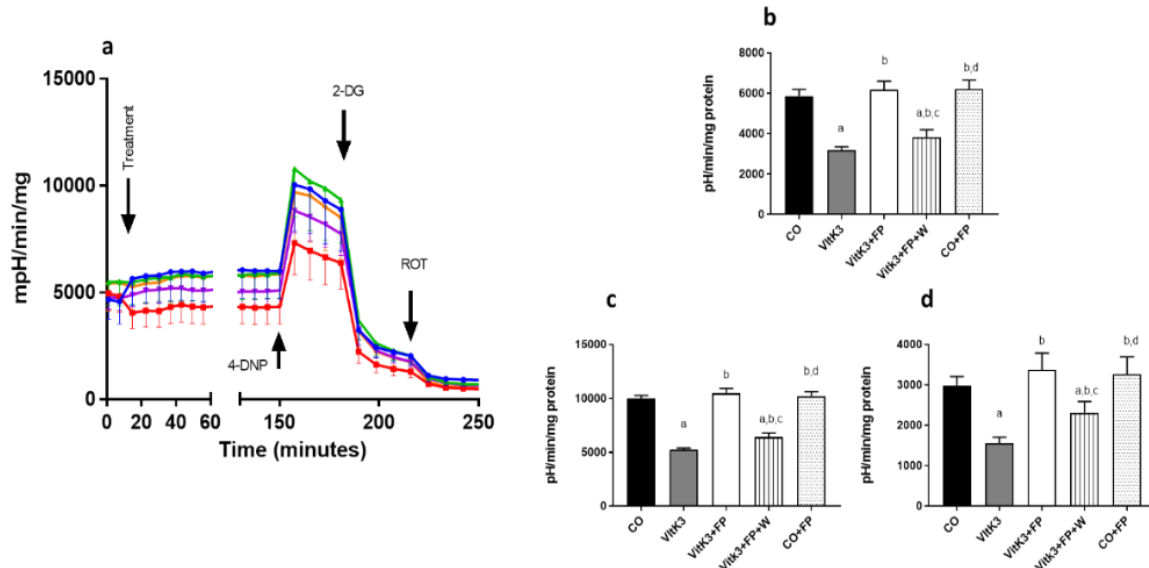 a
mpH/min/mg
15000
10000
5000
0
Treatment
4-DNP
2-DG
ROT
0 20 40 60 150 200 250
Time (minutes)
b
pH/min/mg protein
8000
6000
4000
2000
0
a
b
a,b,c
b,d
CO VitK3 VitK3+FP Vitk3+FP+W CO+FP
c
pH/min/mg protein
15000
10000
5000
0
a
b
a,b,c
b,d
CO VitK3 VitK3+FP Vitk3+FP+W CO+FP
d
pH/min/mg protein
4000
3000
2000
1000
0
a
b
a,b,c
b,d
CO VitK3 VitK3+FP Vitk3+FP+W CO+FP